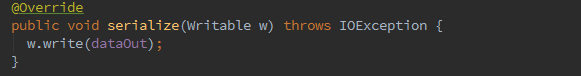 @Override
public void serialize(Writable w) throws IOException {
  w.write(dataOut);
}